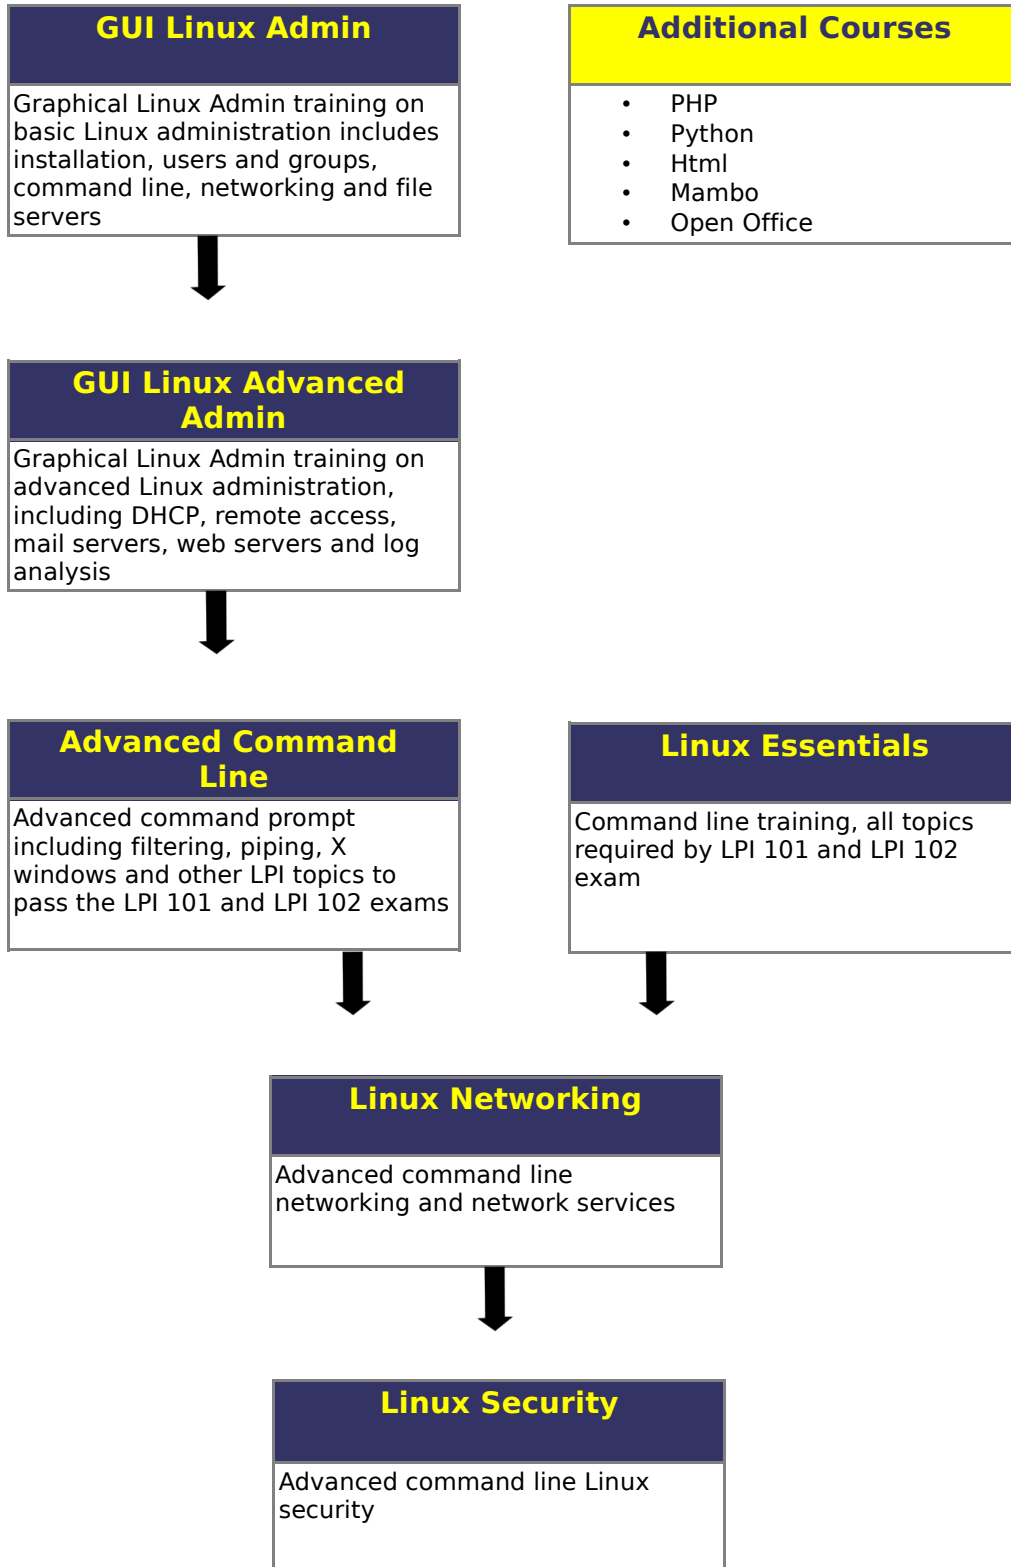 GUI Linux Admin
Graphical Linux Admin training on
basic Linux administration includes
installation, users and groups,
command line, networking and file
servers
Additional Courses
• PHP
• Python
• Html
• Mambo
• Open Office
GUI Linux Advanced
Admin
Graphical Linux Admin training on
advanced Linux administration,
including DHCP, remote access,
mail servers, web servers and log
analysis
Advanced Command
Line
Advanced command prompt
including filtering, piping, X
windows and other LPI topics to
pass the LPI 101 and LPI 102 exams
Linux Essentials
Command line training, all topics
required by LPI 101 and LPI 102
exam
Linux Networking
Advanced command line
networking and network services
Linux Security
Advanced command line Linux
security